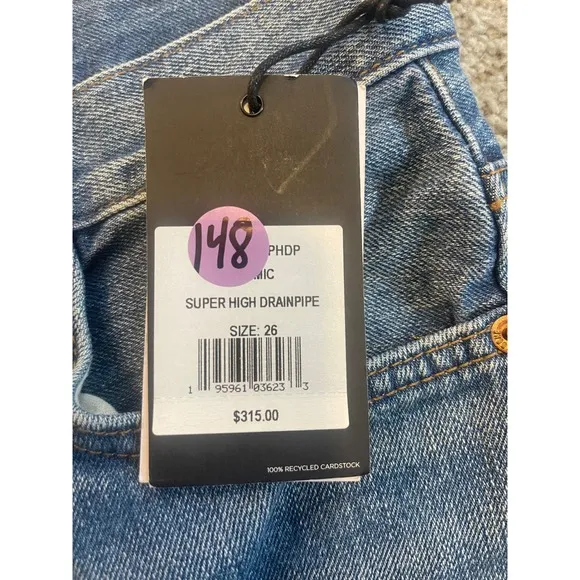 148
PHDP
MIC
SUPER HIGH DRAINPIPE
SIZE: 26
1 95961 03623 3
$315.00
100% RECYCLED CARDSTOCK